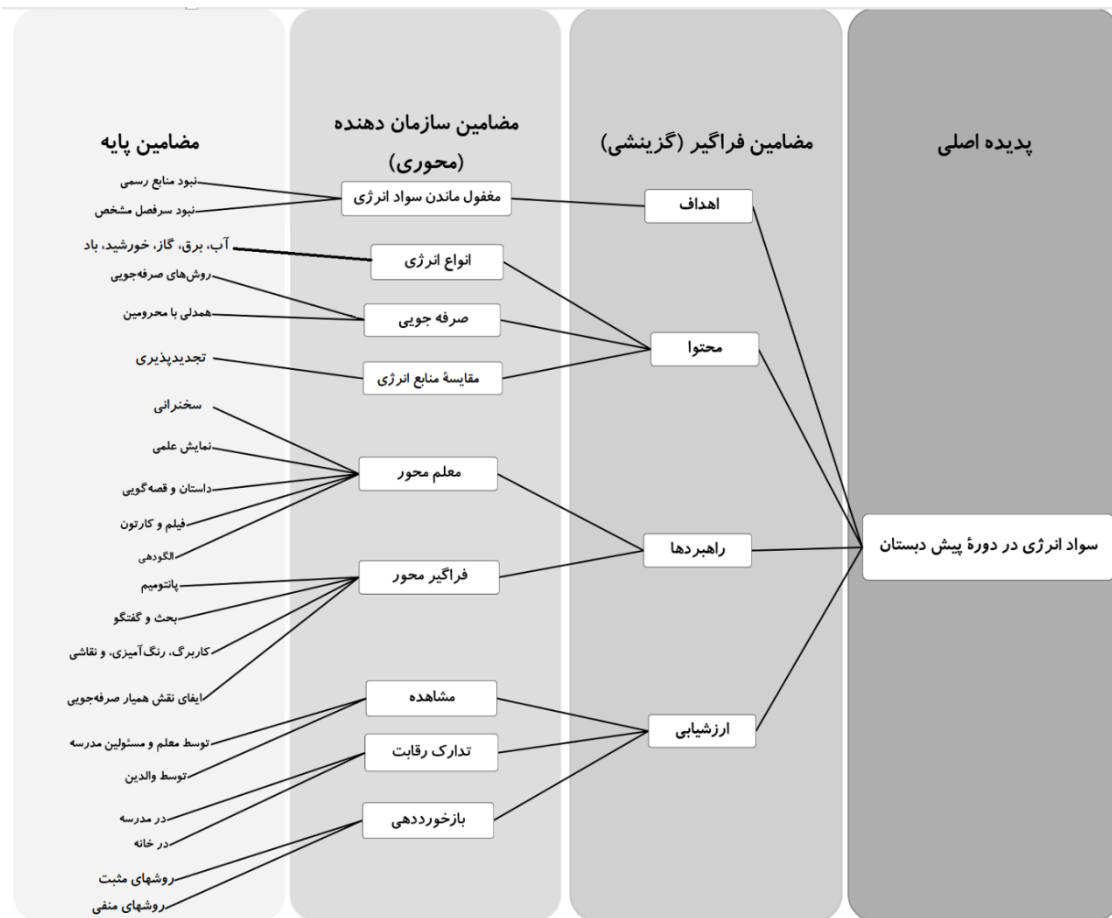 پدیده اصلی
مضامین فراگیر (گزینشی)
مضامین سازمان دهنده
(محوری)
مضامین پایه
سواد انرژی در دورۀ پیش دبستان
اهداف
مغفول ماندن سواد انرژی
نبود منابع رسمی
نبود سرفصل مشخص
محتوا
انواع انرژی
آب، برق، گاز، خورشید، باد
صرفه جویی
روش‌های صرفه‌جویی
همدلی با محرومین
مقایسۀ منابع انرژی
تجدیدپذیری
راهبردها
معلم محور
سخنرانی
نمایش علمی
داستان و قصه‌گویی
فیلم و کارتون
الگودهی
فراگیر محور
پانتومیم
بحث و گفتگو
کاربرگ، رنگ‌آمیزی، و نقاشی
ایفای نقش همیار صرفه‌جویی
ارزشیابی
مشاهده
توسط معلم و مسئولین مدرسه
توسط والدین
تدارک رقابت
در مدرسه
در خانه
بازخورددهی
روشهای مثبت
روشهای منفی